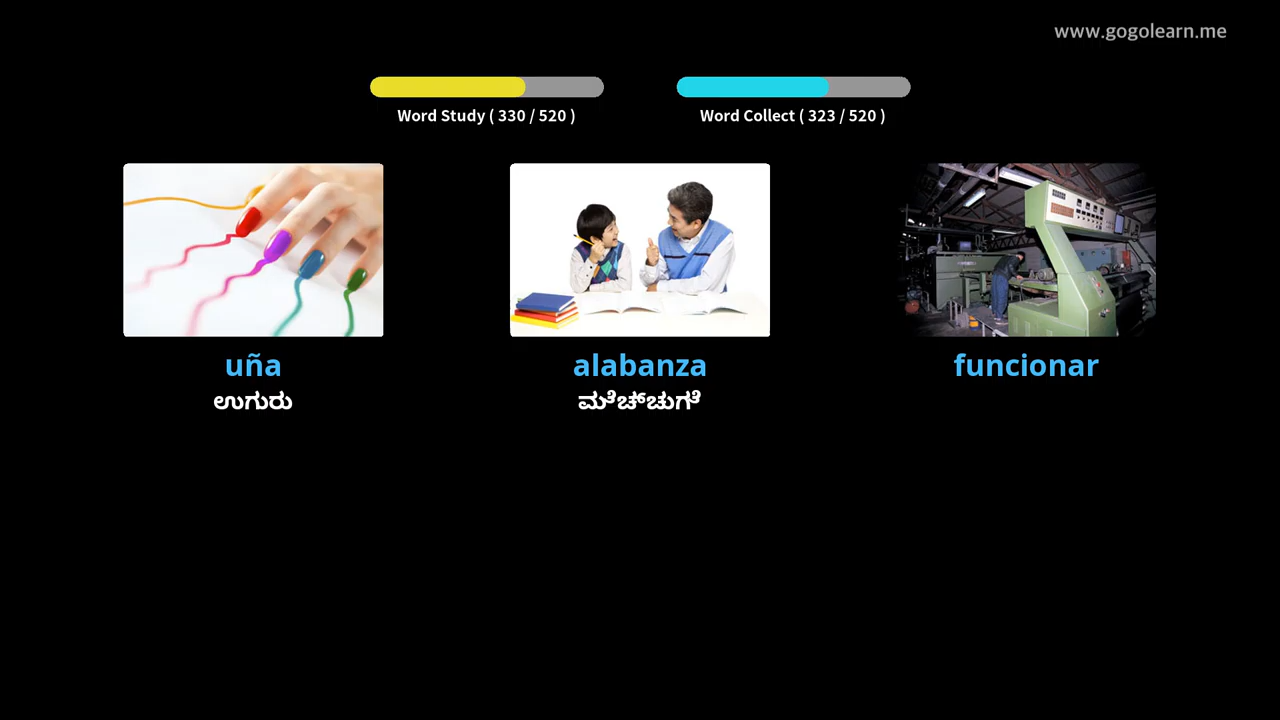 www.gogolearn.me
Word Study ( 330 / 520 )
Word Collect ( 323 / 520 )
uña
alabanza
funcionar
ಉಗುರು
ಮೆಚ್ಚುಗೆ